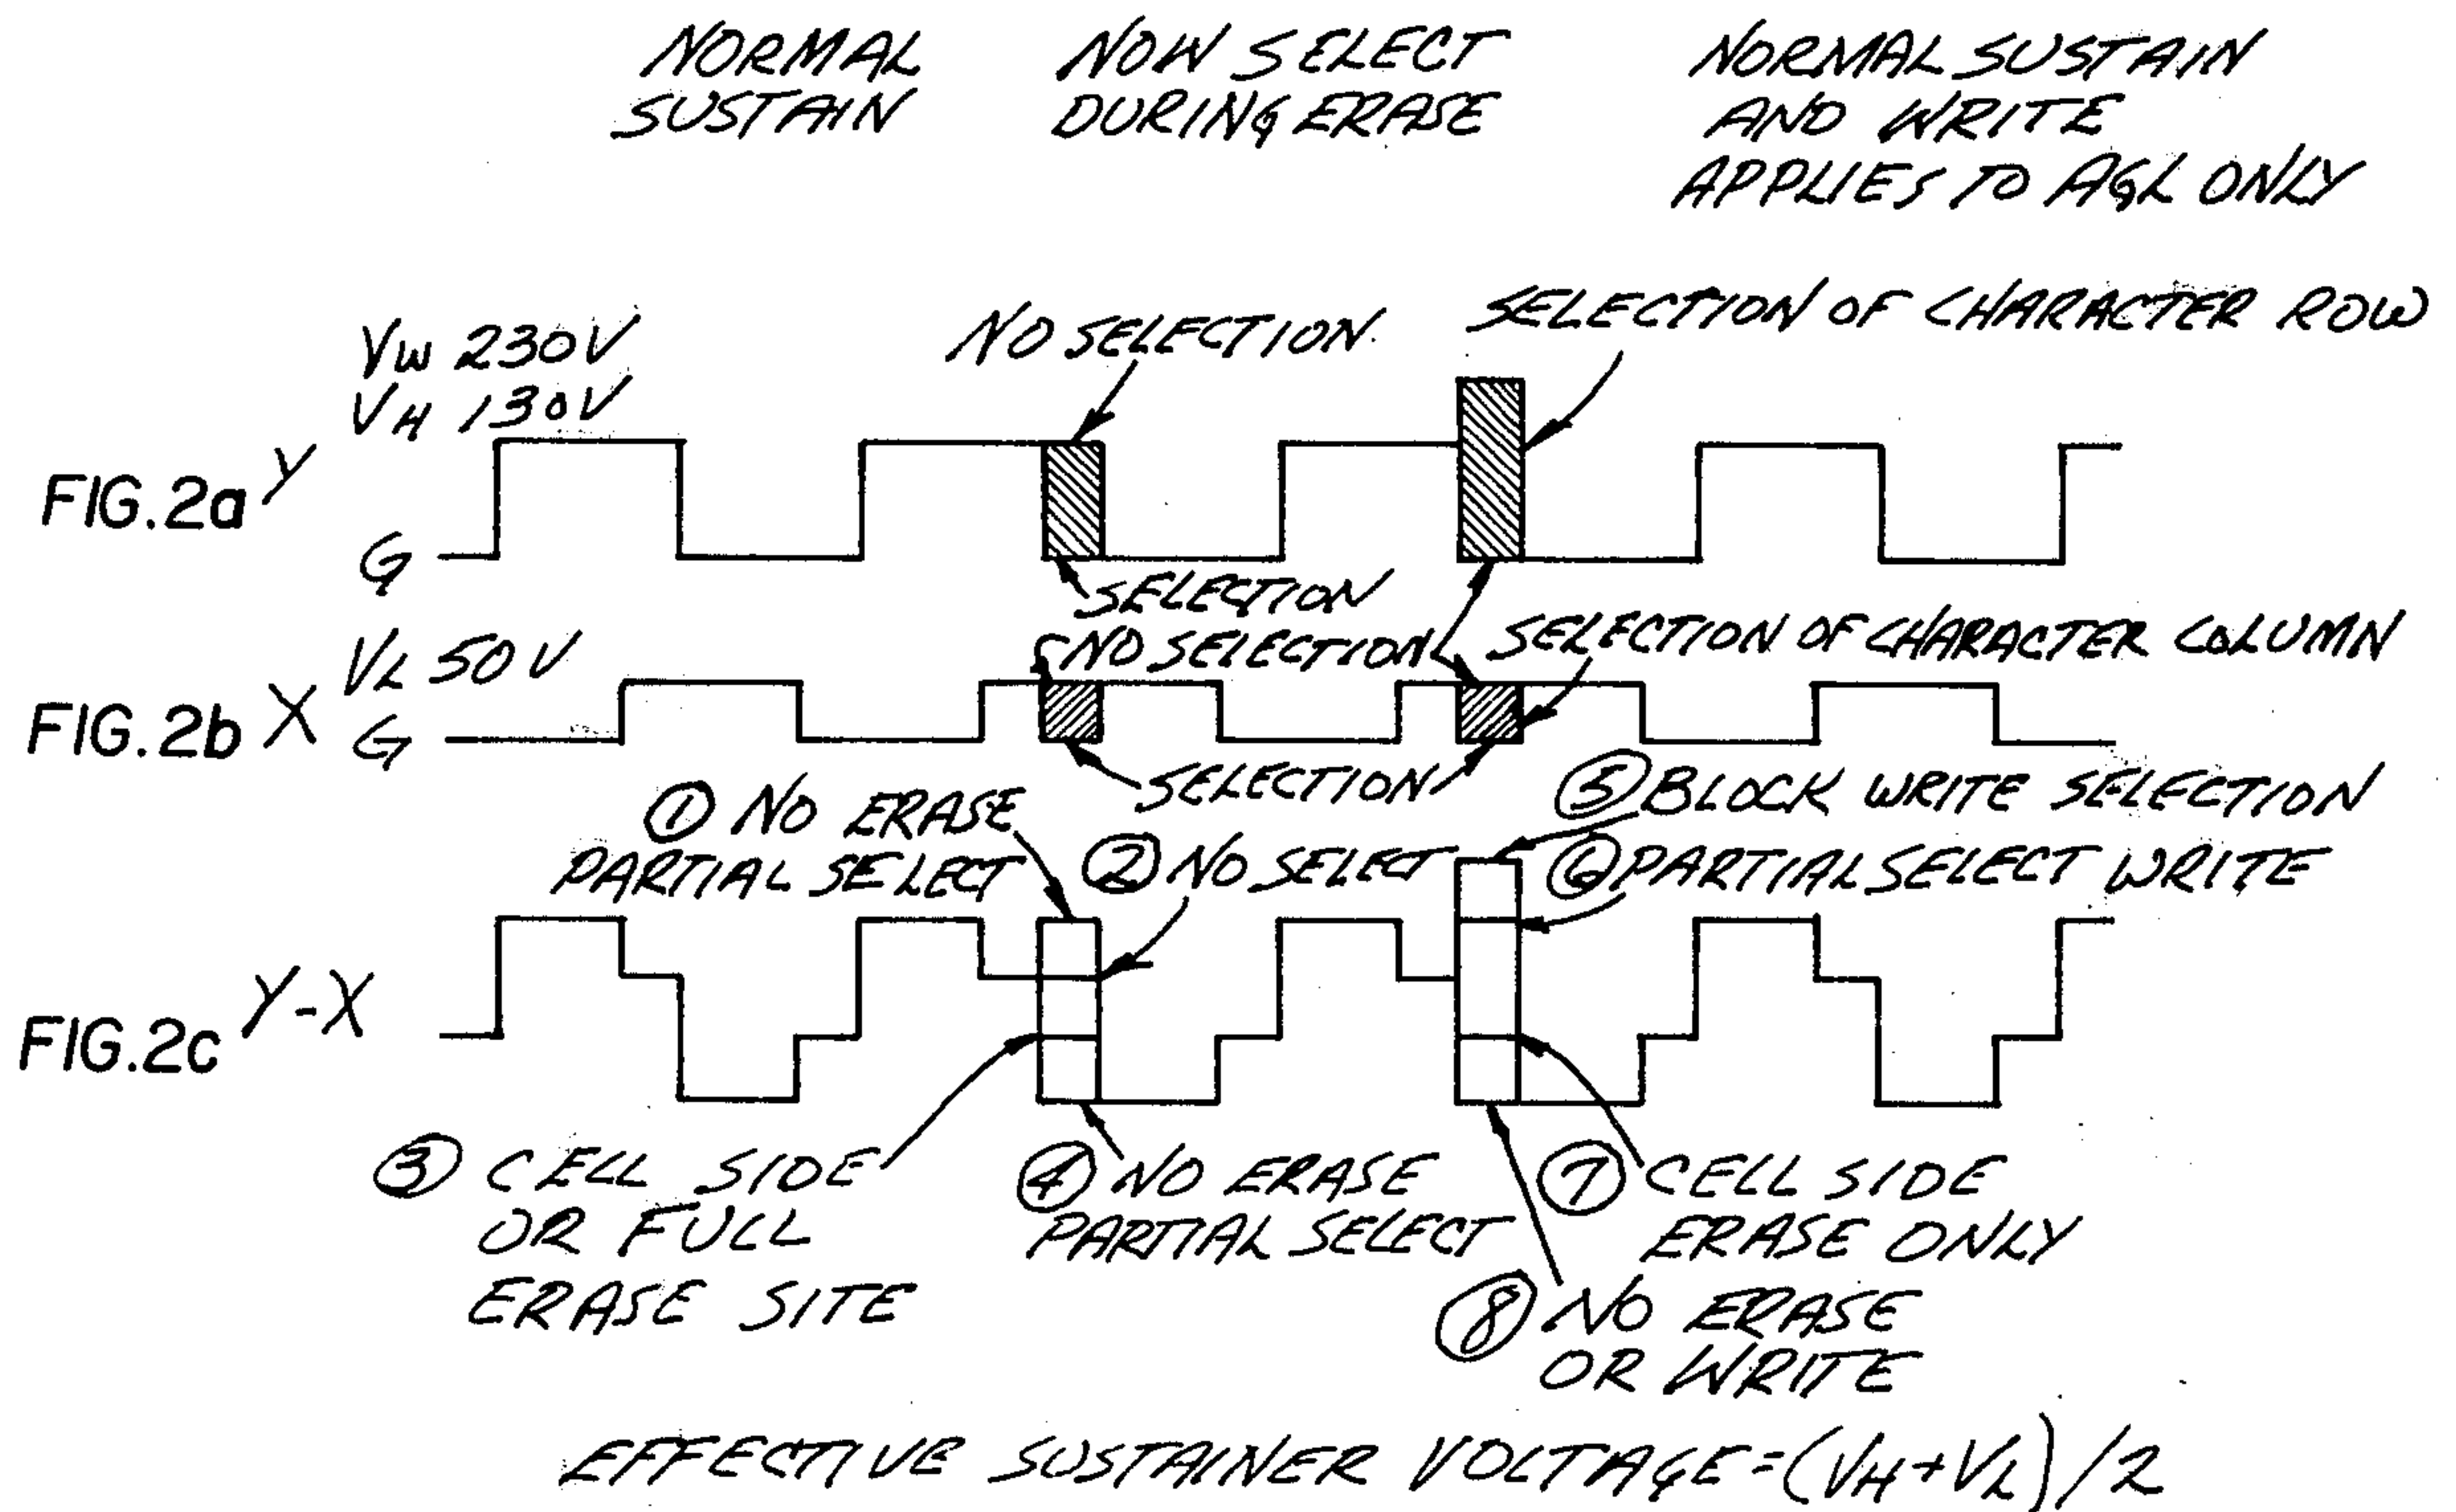 NORMAL
SUSTAIN
NOW SELECT
DURING ERASE
NORMAL SUSTAIN
AND WRITE
APPLIES TO AGL ONLY
NO SELECTION
SELECTION OF CHARACTER ROW
VW 230V
VH 130V
FIG.2a Y
G
SELECTION
NO SELECTION
SELECTION OF CHARACTER COLUMN
VL 50V
FIG.2b X
G
SELECTION
① NO ERASE
PARTIAL SELECT
② NO SELECT
⑤ BLOCK WRITE SELECTION
⑥ PARTIAL SELECT WRITE
FIG.2c Y-X
③ CELL SIDE
OR FULL
ERASE SITE
④ NO ERASE
PARTIAL SELECT
⑦ CELL SIDE
ERASE ONLY
⑧ NO ERASE
OR WRITE
EFFECTIVE SUSTAINER VOLTAGE=(VH+VL)/2